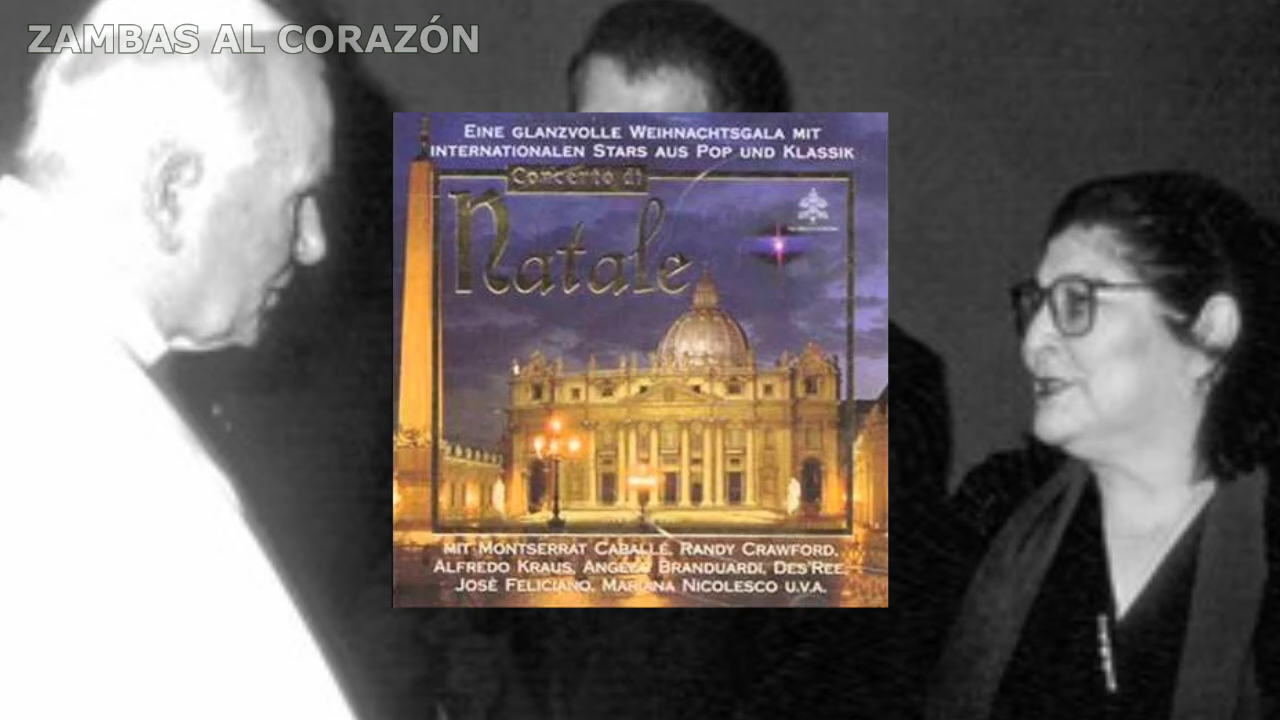 ZAMBAS AL CORAZÓN
EINE GLANZVOLLE WEIHNACHTSGALA MIT
INTERNATIONALEN STARS AUS POP UND KLASSIK
Concerto di
Natale
MIT MONTSERRAT CABALLÉ, RANDY CRAWFORD,
ALFREDO KRAUS, ANGELO BRANDUARDI, DES'REE,
JOSÈ FELICIANO, MARIANA NICOLESCO U.V.A.